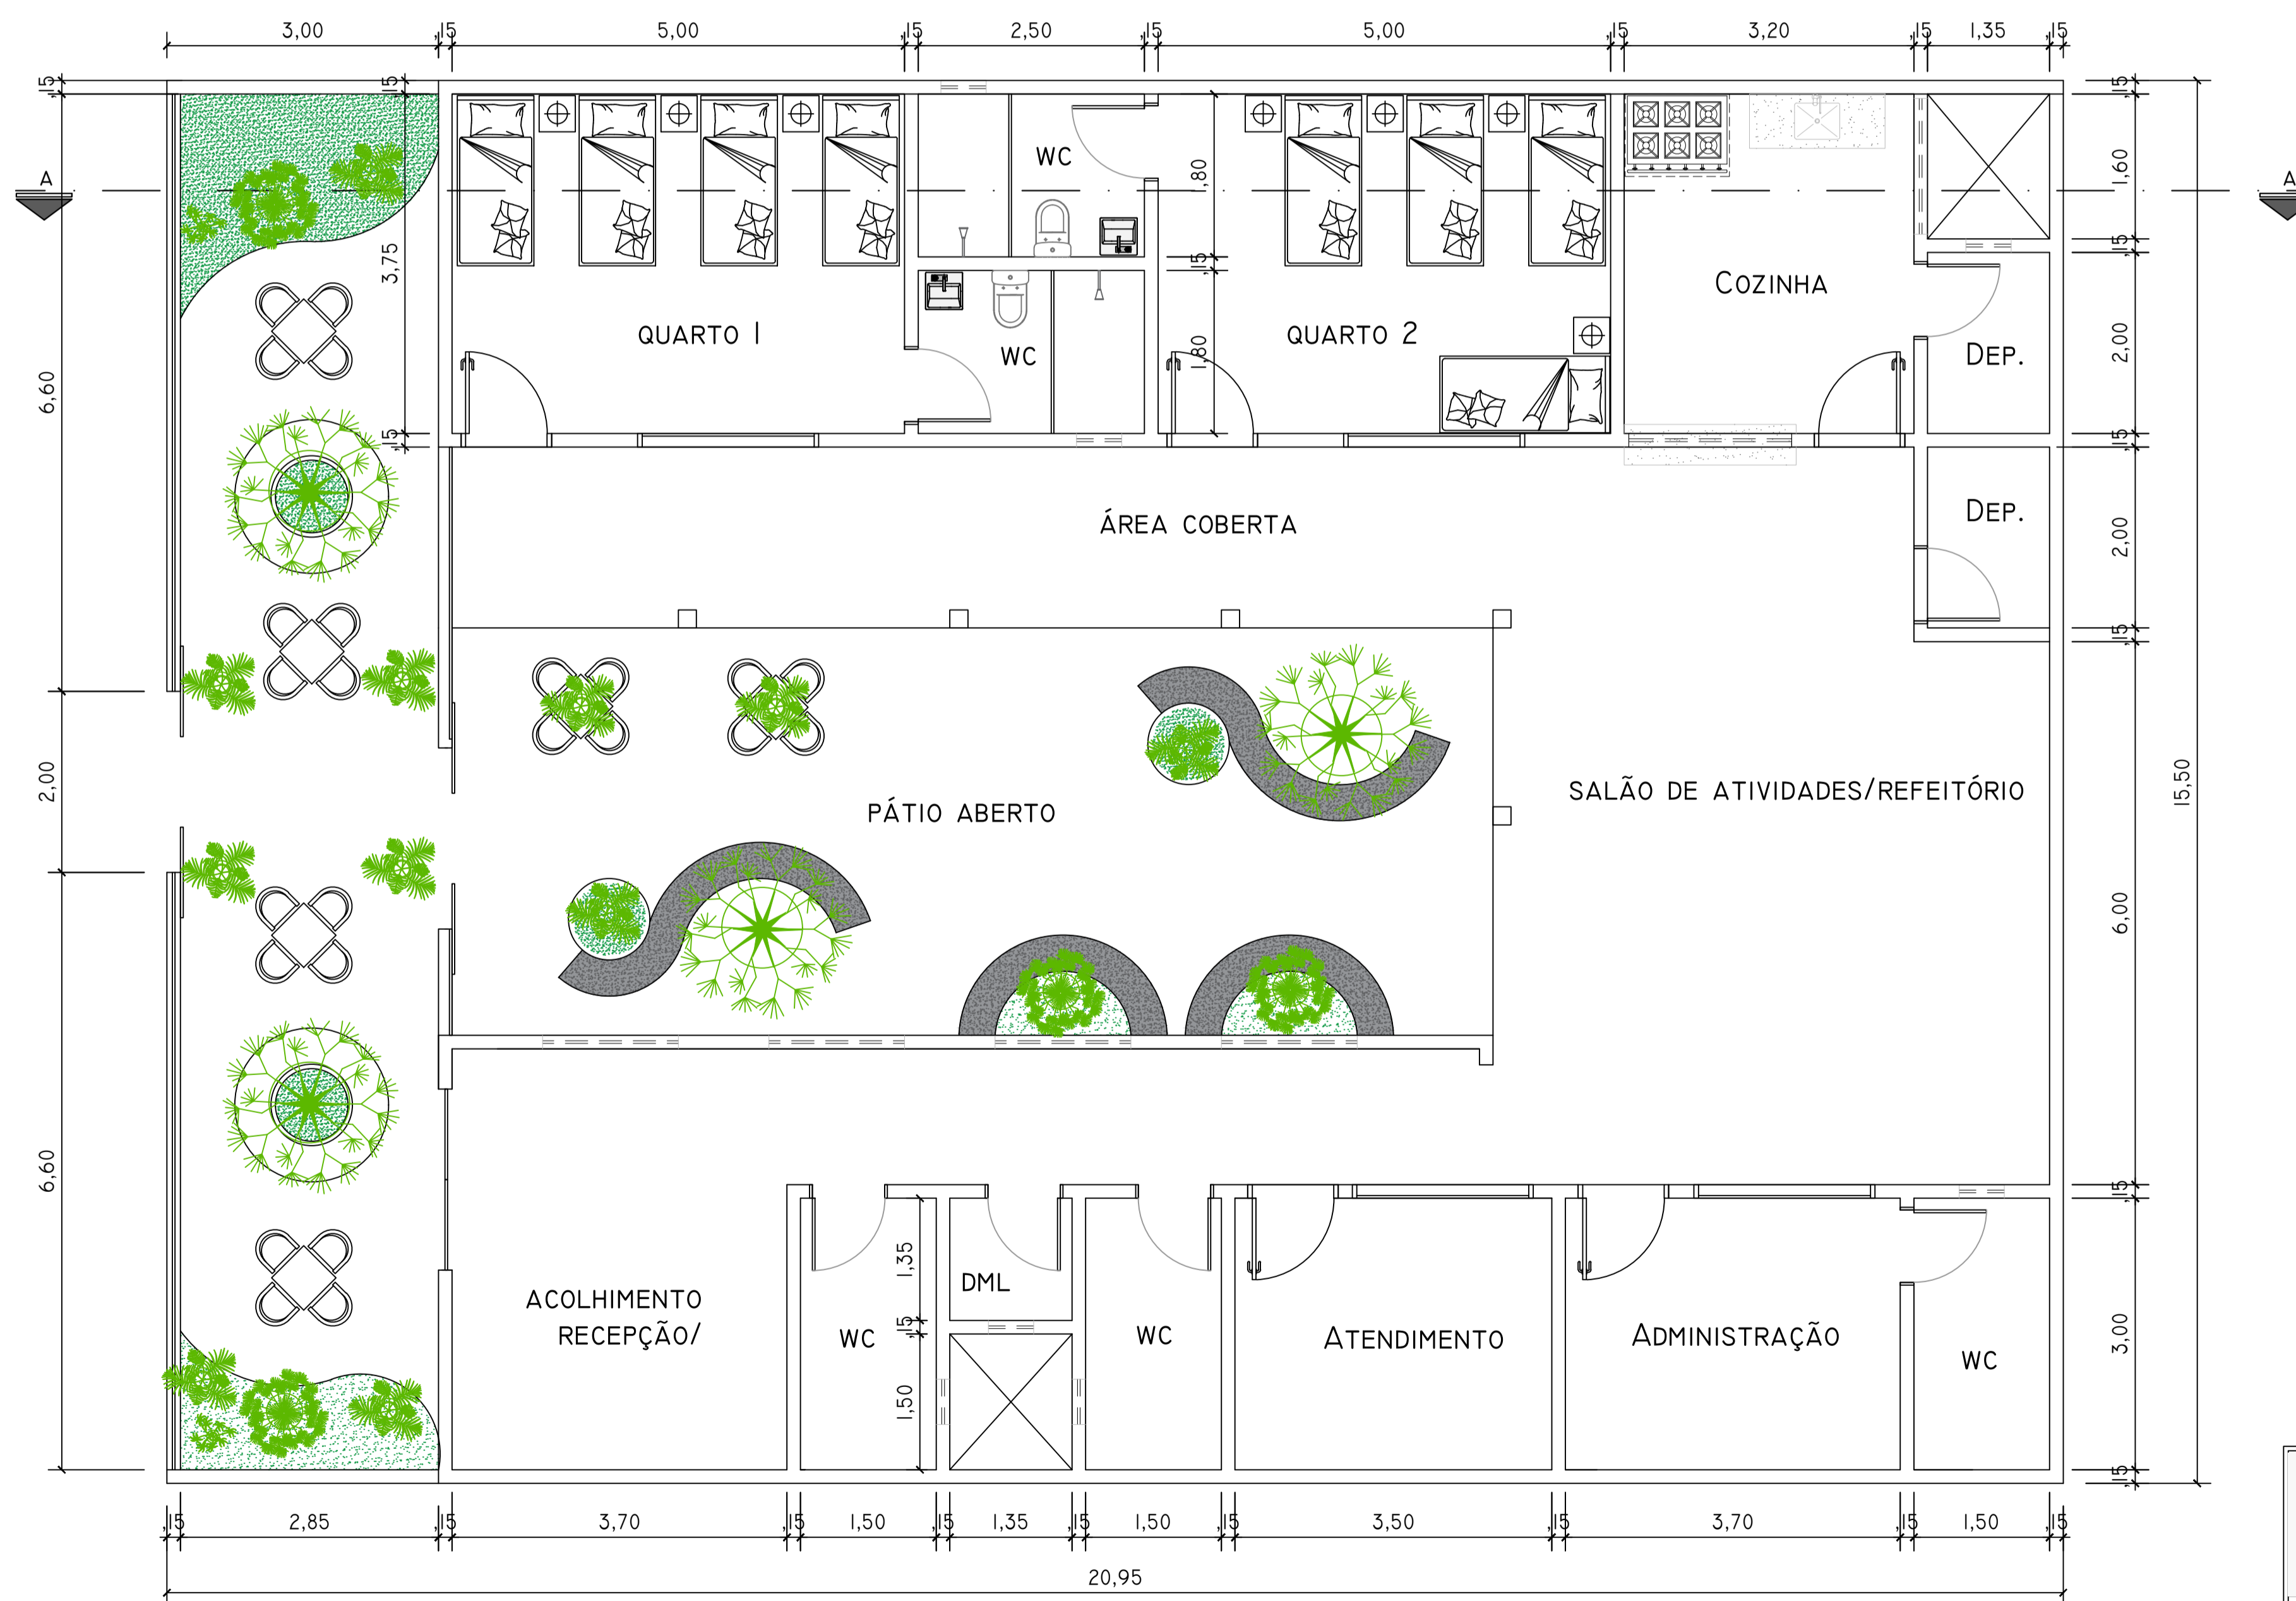 3,00 ,15 5,00 ,15 2,50 ,15 5,00 ,15 3,20 ,15 1,35 ,15
,15
,15
,15
A
A
WC
1,80
1,60
3,75
,15
,15
COZINHA
QUARTO 1
WC
QUARTO 2
1,80
DEP.
2,00
6,60
,15
,15
ÁREA COBERTA
DEP.
2,00
,15
2,00
PÁTIO ABERTO
SALÃO DE ATIVIDADES/REFEITÓRIO
15,50
6,00
6,60
,15
1,35
DML
ACOLHIMENTO
RECEPÇÃO/
,15
WC
WC
ATENDIMENTO
ADMINISTRAÇÃO
WC
3,00
1,50
,15
,15 2,85 ,15 3,70 ,15 1,50 ,15 1,35 ,15 1,50 ,15 3,50 ,15 3,70 ,15 1,50 ,15
20,95